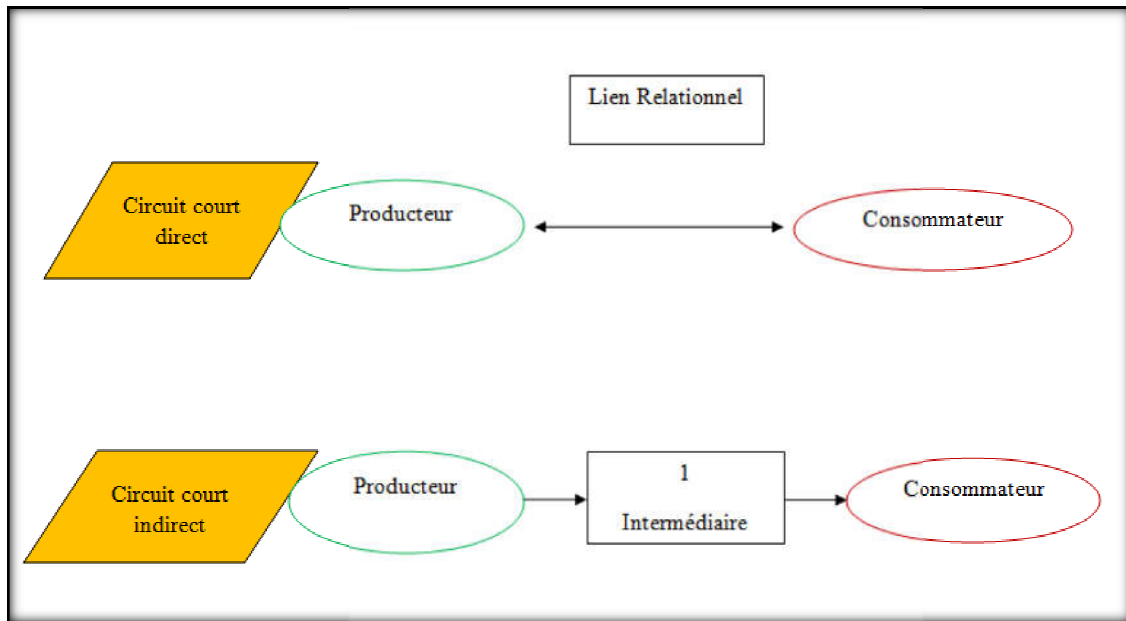 Lien Relationnel
Circuit court
direct
Producteur
Consommateur
Circuit court
indirect
Producteur
1
Intermédiaire
Consommateur